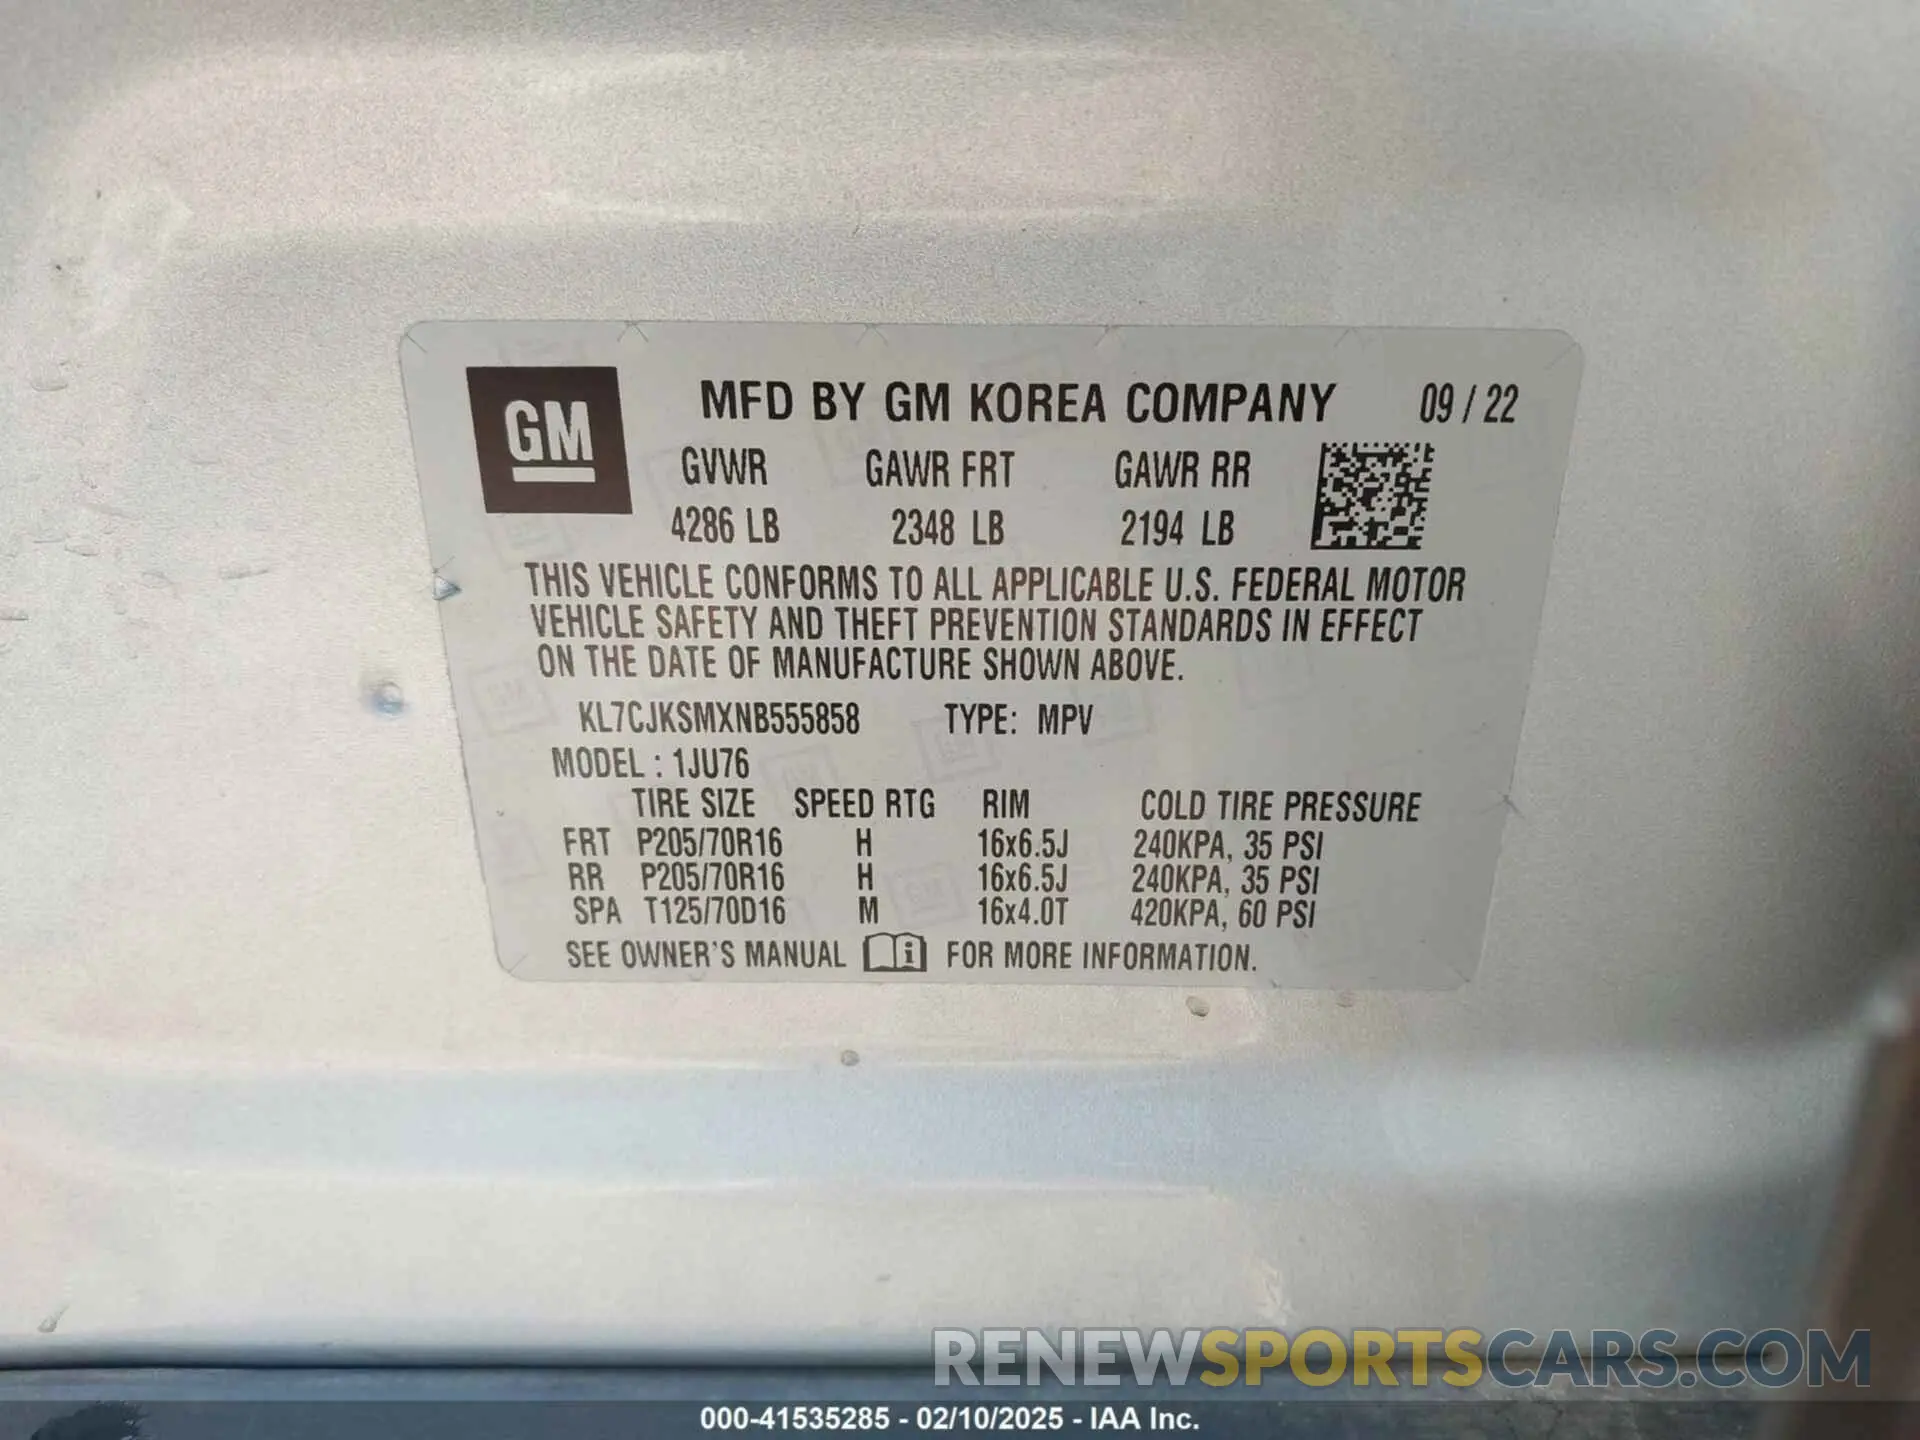 GM
MFD BY GM KOREA COMPANY 09 / 22
GVWR GAWR FRT GAWR RR
4286 LB 2348 LB 2194 LB
THIS VEHICLE CONFORMS TO ALL APPLICABLE U.S. FEDERAL MOTOR
VEHICLE SAFETY AND THEFT PREVENTION STANDARDS IN EFFECT
ON THE DATE OF MANUFACTURE SHOWN ABOVE.
KL7CJKSMXNB555858 TYPE: MPV
MODEL : 1JU76
TIRE SIZE SPEED RTG RIM COLD TIRE PRESSURE
FRT P205/70R16 H 16x6.5J 240KPA, 35 PSI
RR P205/70R16 H 16x6.5J 240KPA, 35 PSI
SPA T125/70D16 M 16x4.0T 420KPA, 60 PSI
SEE OWNER'S MANUAL i FOR MORE INFORMATION.
RENEWSPORTSCARS.COM
000-41535285 - 02/10/2025 - IAA Inc.